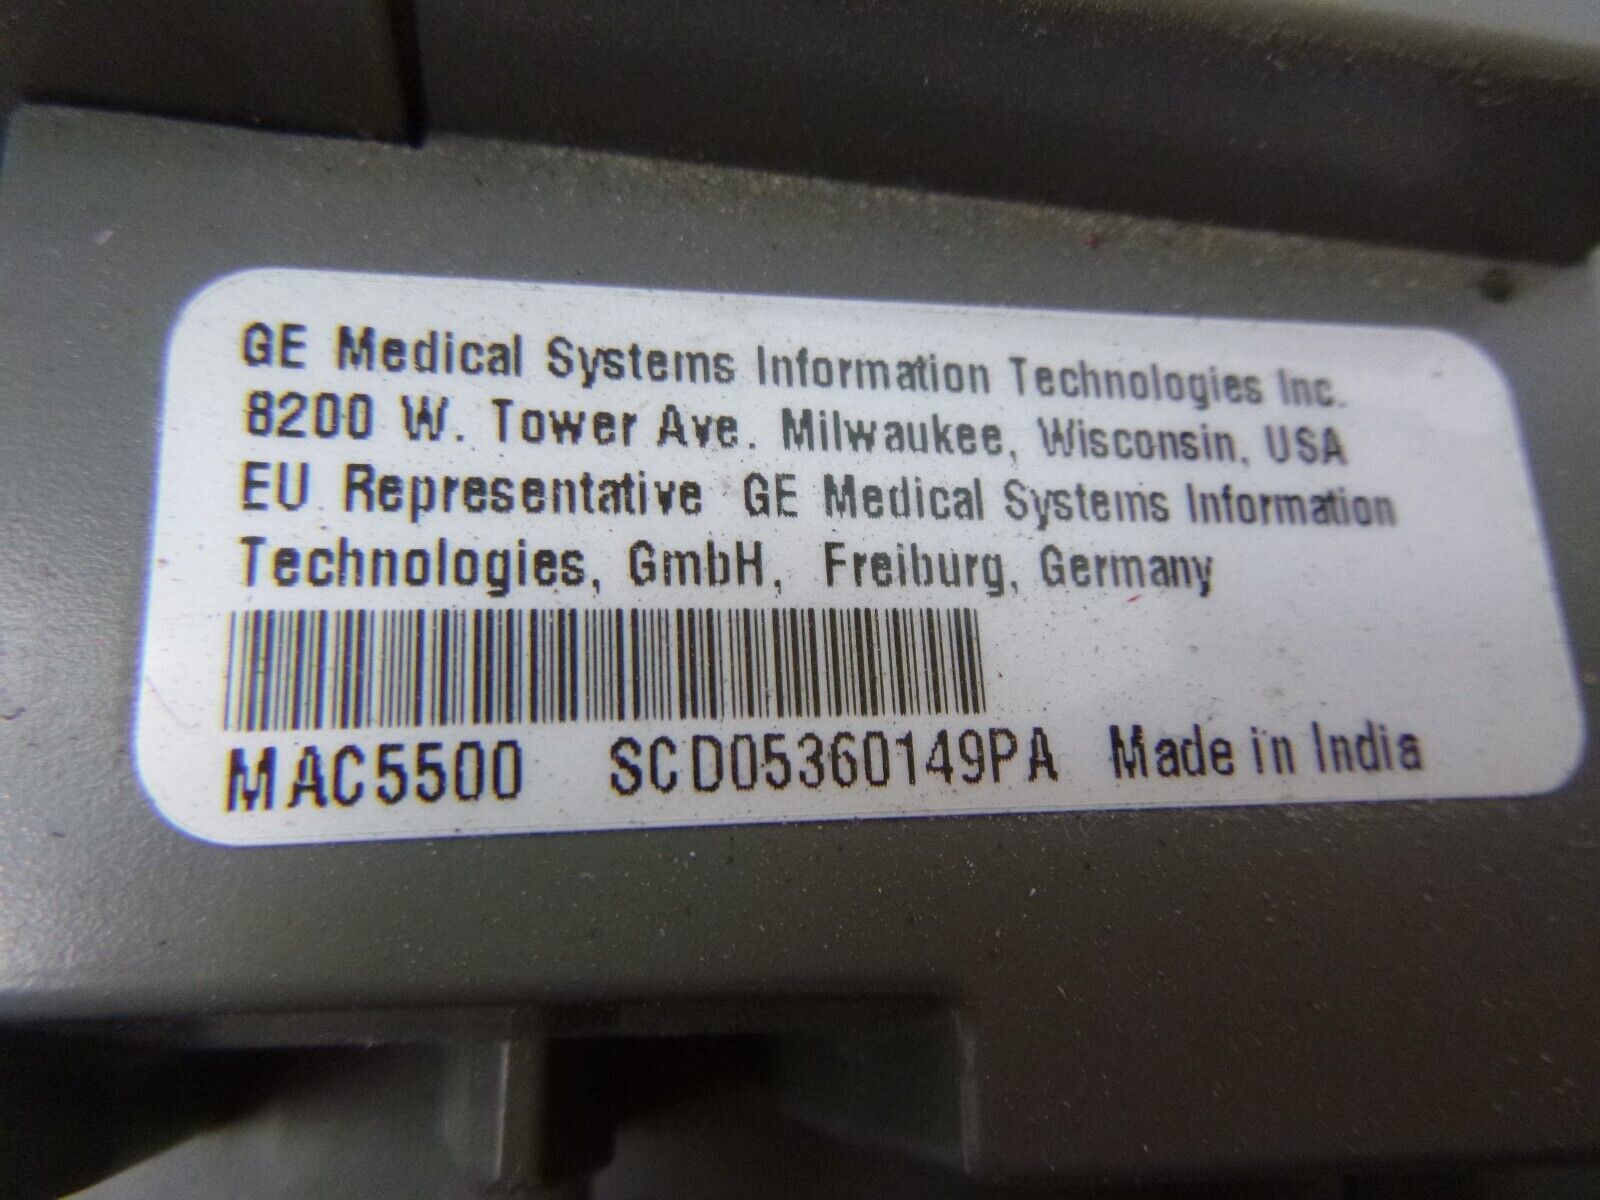 GE Medical Systems Information Technologies Inc.
8200 W. Tower Ave. Milwaukee, Wisconsin, USA
EU Representative GE Medical Systems Information
Technologies, GmbH, Freiburg, Germany
MAC5500 SCD05360149PA Made in India